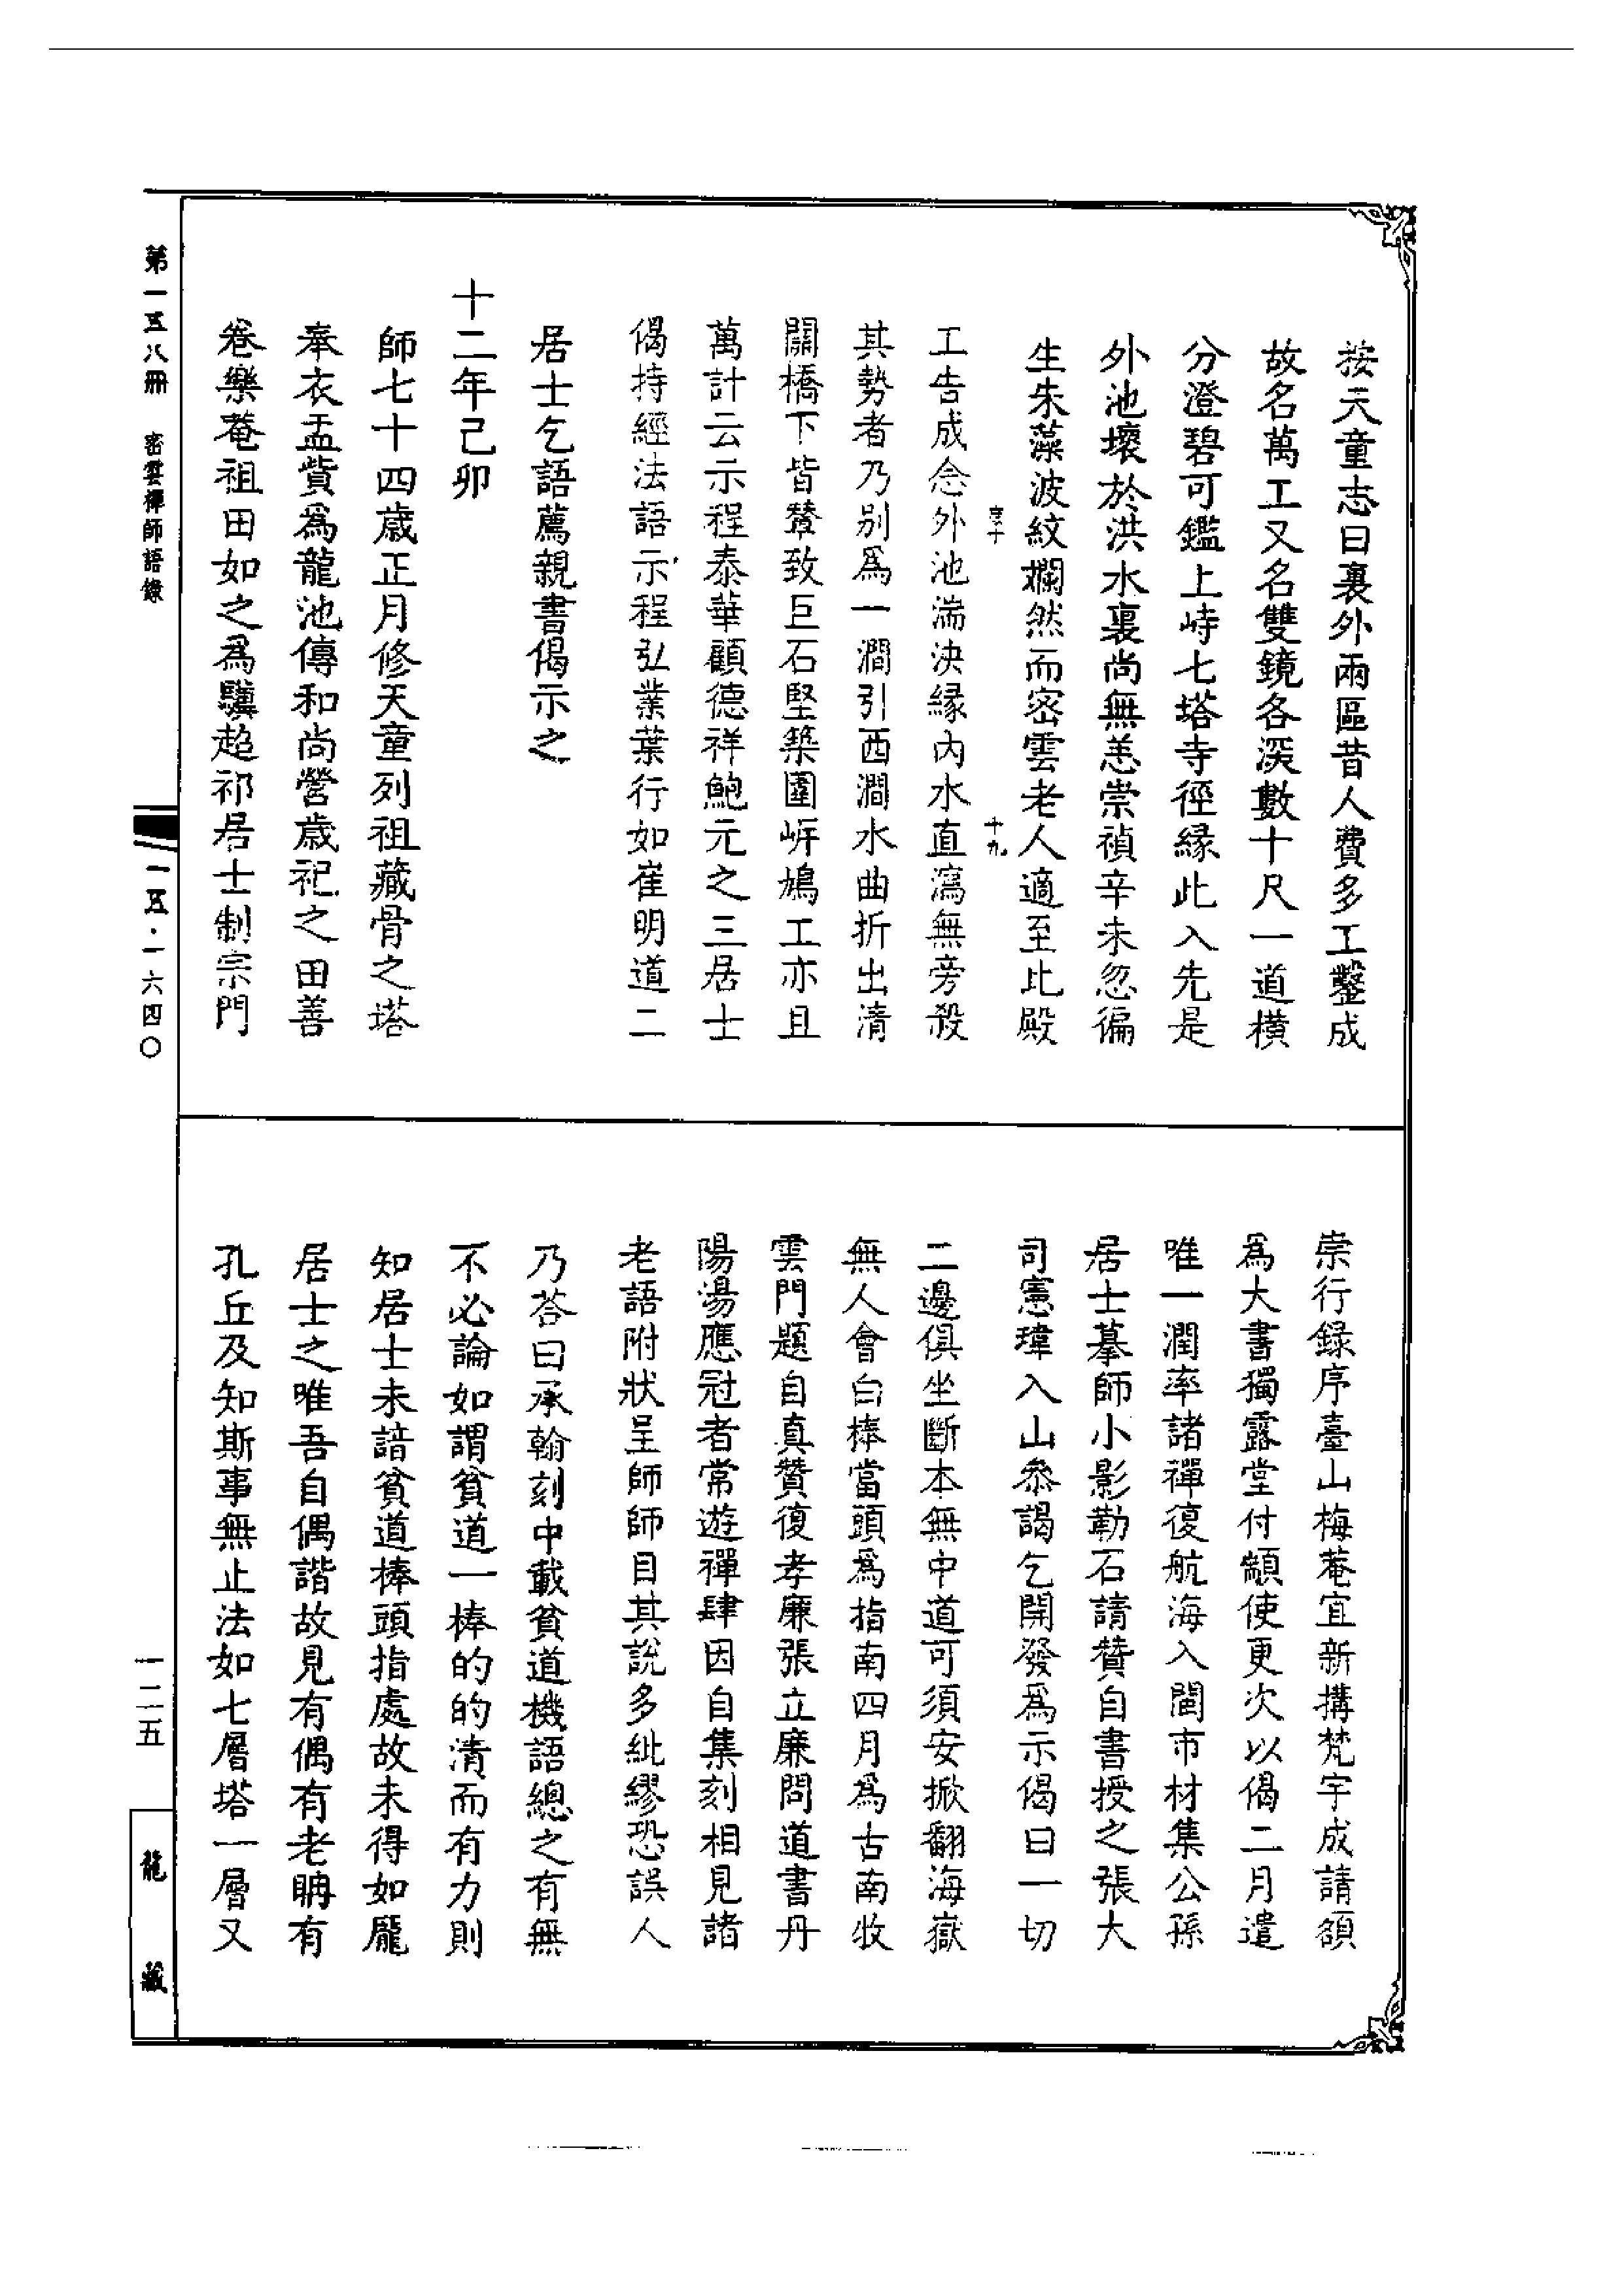 按天童志曰裏外兩區昔人費多工鑿成
故名萬工又名雙鏡各深數十尺一道橫
分澄碧可鑑上峙七塔寺徑緣此入先是
外池壞於洪水裏尚無恙崇禎辛未忽徧
生朱藻波紋斕然而密雲老人適至此殿
十九
工告成念外池湍決緣內水直瀉無旁殺
其勢者乃別爲一澗引西澗水曲折出清
關橋下皆輦致巨石堅築圍岍鳩工亦且
萬計云示程泰華顧德祥鮑元之三居士
偈持經法語示程弘業葉行如崔明道二
居士乞語薦親書偈示之
十二年己卯
師七十四歲正月修天童列祖藏骨之塔
奉衣盂貲爲龍池傳和尚營歲祀之田善
卷樂菴祖田如之爲驥超祁居士制宗門
崇行録序臺山梅菴宜新搆梵宇成請額
爲大書獨露堂付顓使更次以偈二月遣
唯一潤率諸禪復航海入閩市材集公孫
居士摹師小影勒石請贊自書授之張大
司憲瑋入山叅謁乞開發爲示偈曰一切
二邊俱坐斷本無中道可須安掀翻海嶽
無人會白棒當頭爲指南四月爲古南牧
雲門題自真贊復孝廉張立廉問道書丹
陽湯應冠者常遊禪肆因自集刻相見諸
老語附狀呈師師目其說多紕繆恐誤人
乃荅曰承翰刻中載貧道機語總之有無
不必論如謂貧道一棒的的清而有力則
知居士未諳貧道棒頭指處故未得如龐
居士之唯吾自偶諧故見有偶有老聃有
孔丘及知斯事無止法如七層塔一層又
第一五八冊　密雲禪師語錄
一五·一六四〇
一二五
龍藏